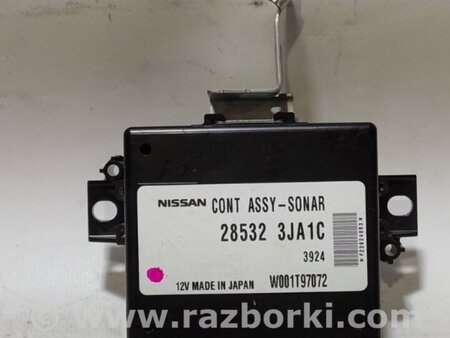 NISSAN CONT ASSY-SONAR
28532 3JA1C
3924
12V MADE IN JAPAN W001T97072
www.razborki.com